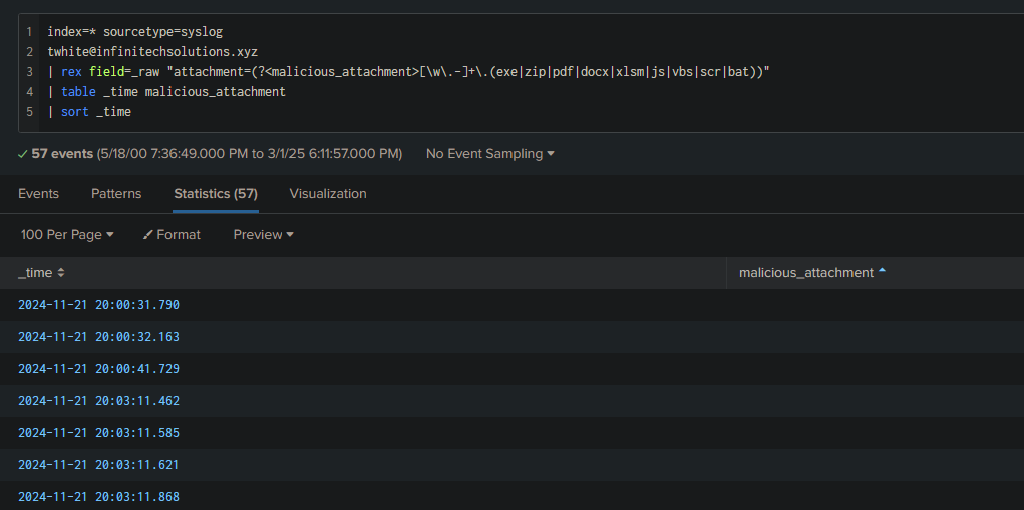 1 index=* sourcetype=syslog
2 twhite@infinitechsolutions.xyz
3 | rex field=_raw "attachment=(?<malicious_attachment>[\w\.-]+\.(exe|zip|pdf|docx|xlsm|js|vbs|scr|bat))"
4 | table _time malicious_attachment
5 | sort _time
57 events (5/18/00 7:36:49.000 PM to 3/1/25 6:11:57.000 PM) No Event Sampling
Events Patterns Statistics (57) Visualization
100 Per Page Format Preview
_time malicious_attachment
2024-11-21 20:00:31.790
2024-11-21 20:00:32.163
2024-11-21 20:00:41.729
2024-11-21 20:03:11.462
2024-11-21 20:03:11.585
2024-11-21 20:03:11.621
2024-11-21 20:03:11.868